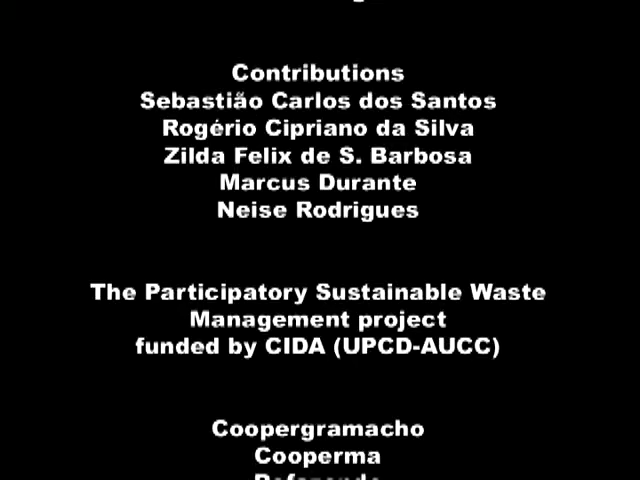 Contributions
Sebastião Carlos dos Santos
Rogério Cipriano da Silva
Zilda Felix de S. Barbosa
Marcus Durante
Neise Rodrigues
The Participatory Sustainable Waste
Management project
funded by CIDA (UPCD-AUCC)
Coopergramacho
Cooperma